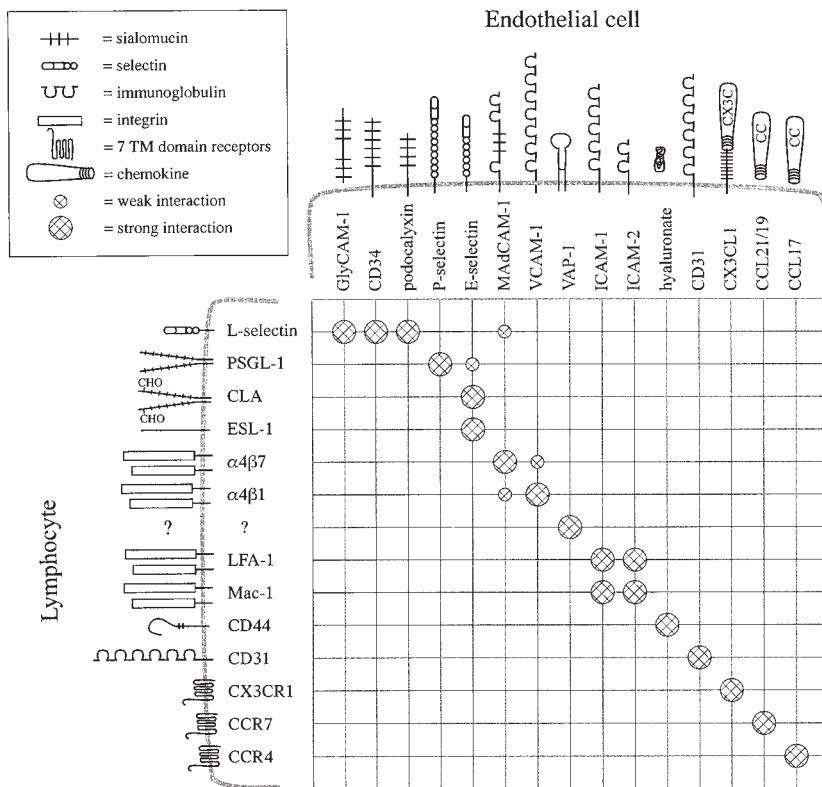 Endothelial cell
= sialomucin
= selectin
= immunoglobulin
= integrin
= 7 TM domain receptors
= chemokine
= weak interaction
= strong interaction
CX3C
CC
CC
GlyCAM-1
CD34
podocalyxin
P-selectin
E-selectin
MAdCAM-1
VCAM-1
VAP-1
ICAM-1
ICAM-2
hyaluronate
CD31
CX3CL1
CCL21/19
CCL17
Lymphocyte
L-selectin
PSGL-1
CHO
CLA
CHO
ESL-1
α4β7
α4β1
? ?
LFA-1
Mac-1
CD44
CD31
CX3CR1
CCR7
CCR4